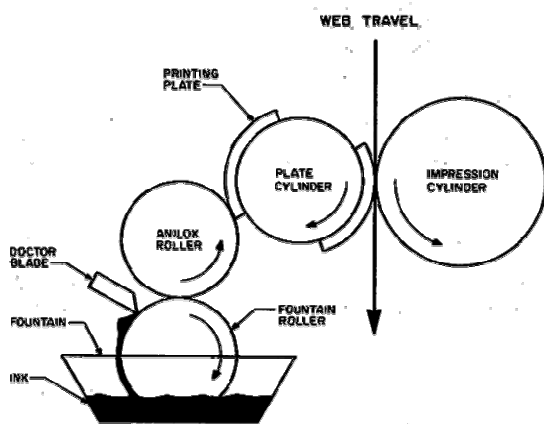 WEB TRAVEL
PRINTING
PLATE
PLATE
CYLINDER
IMPRESSION
CYLINDER
ANILOX
ROLLER
DOCTOR
BLADE
FOUNTAIN
ROLLER
FOUNTAIN
INK